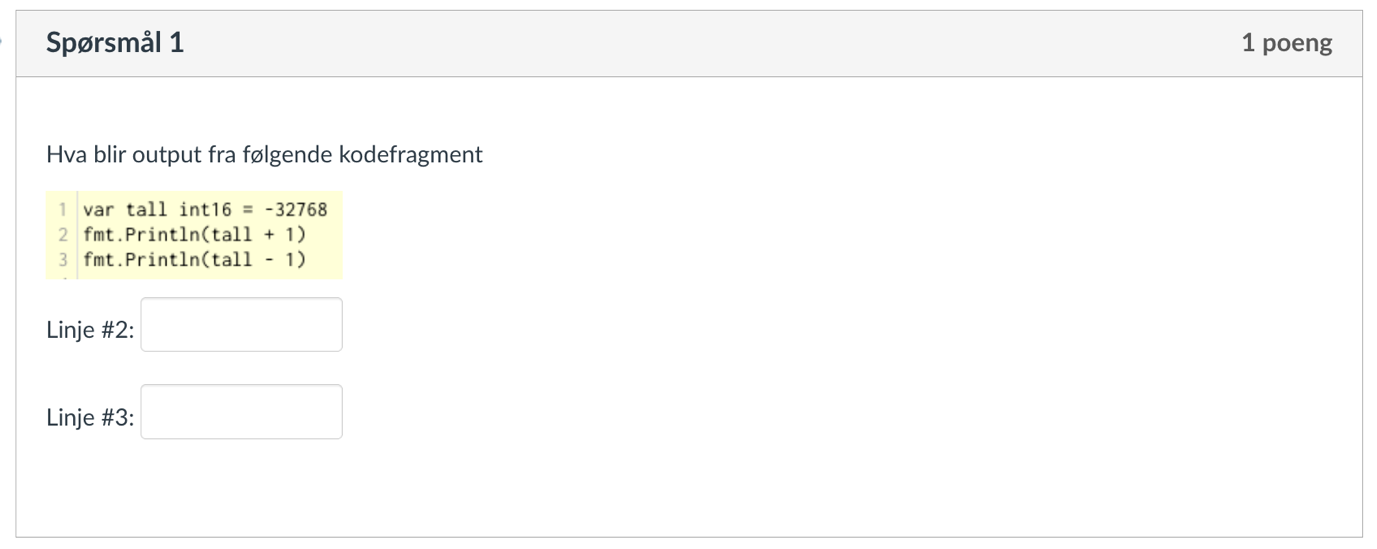 Spørsmål 1
1 poeng
Hva blir output fra følgende kodefragment
1 var tall int16 = -32768
2 fmt.Println(tall + 1)
3 fmt.Println(tall - 1)
Linje #2:
Linje #3: